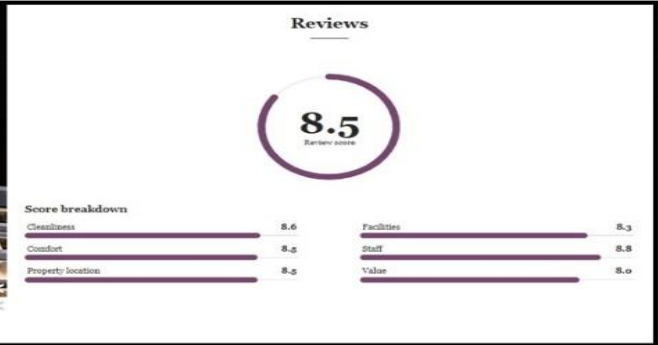 Reviews
8.5
Review score
Score breakdown
Cleanliness 8.6
Facilities 8.3
Comfort 8.5
Staff 8.8
Property location 8.5
Value 8.0